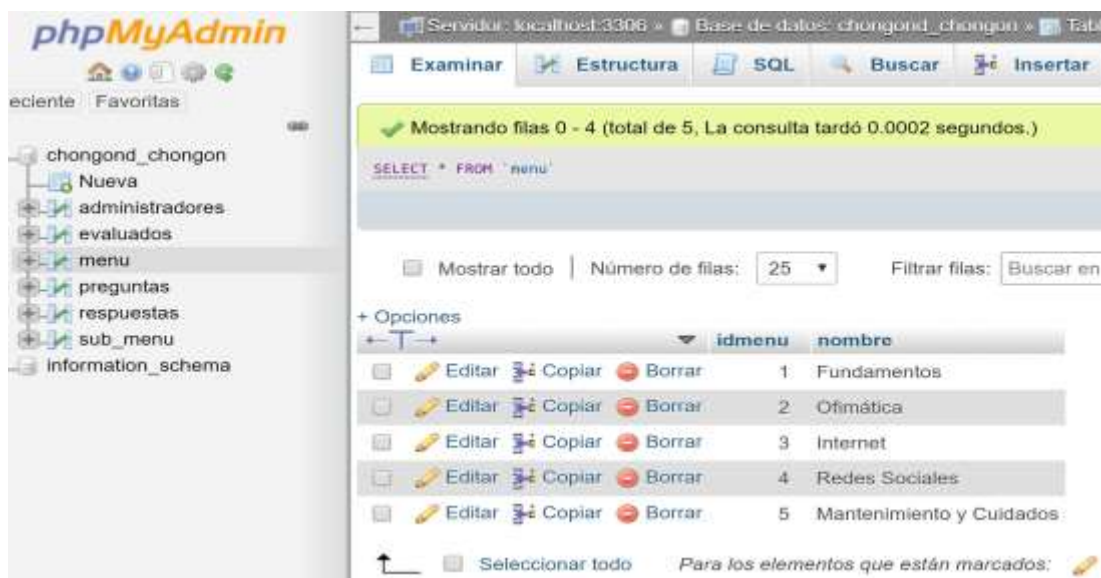 phpMyAdmin
eciente Favoritas
chongond_chongon
Nueva
administradores
evaluados
menu
preguntas
respuestas
sub_menu
information_schema
Servidor: localhost:3306 » Base de datos: chongond_chongon »
Examinar Estructura SQL Buscar Insertar
Mostrando filas 0 - 4 (total de 5, La consulta tardó 0.0002 segundos.)
SELECT * FROM `menu`
Mostrar todo | Número de filas: 25 Filtrar filas: Buscar en
+ Opciones
idmenu nombre
Editar Copiar Borrar 1 Fundamentos
Editar Copiar Borrar 2 Ofimática
Editar Copiar Borrar 3 Internet
Editar Copiar Borrar 4 Redes Sociales
Editar Copiar Borrar 5 Mantenimiento y Cuidados
Seleccionar todo Para los elementos que están marcados: